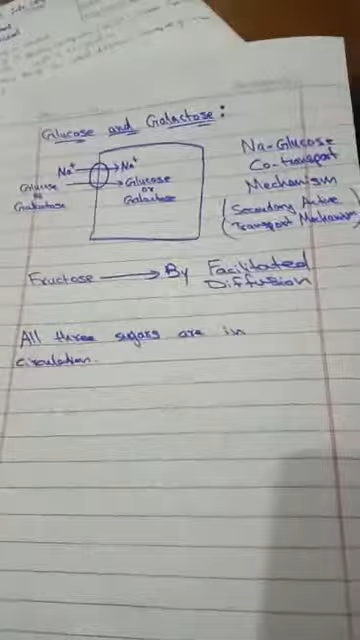 Glucose and Galactose:
Na+ → Na+
Glucose or Galactose → Glucose or Galactose
Na-Glucose
Co-transport
Mechanism
(Secondary Active
Transport Mechanism)
Fructose → By Facilitated
Diffusion
All three sugars are in
circulation.